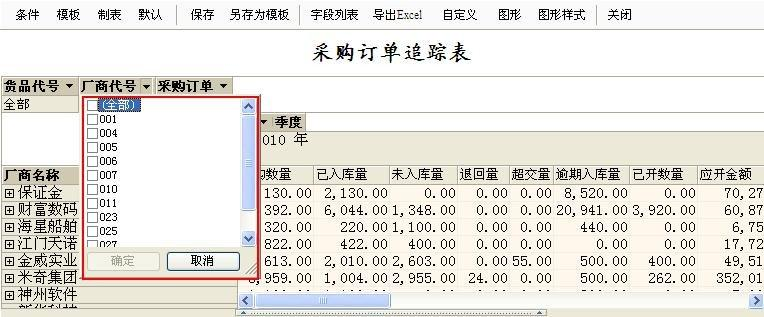 条件 模板 制表 默认 保存 另存为模板 字段列表 导出Excel 自定义 图形 图形样式 关闭
采购订单追踪表
货品代号 厂商代号 采购订单
全部
(全部)
001
004
005
006
007
010
011
023
025
027
确定 取消
季度
010 年
厂商名称 购数量 已入库量 未入库量 退回量 超交量 逾期入库量 已开数量 应开金额
保证金 130.00 2,130.00 0.00 0.00 0.00 8,520.00 0.00 70,27
财富数码 392.00 6,044.00 1,348.00 0.00 0.00 20,941.00 3,920.00 60,87
海星船舶 320.00 220.00 1,100.00 0.00 0.00 440.00 0.00 6,75
江门天诺 822.00 422.00 400.00 0.00 0.00 0.00 0.00 17,72
金威实业 613.00 2,010.00 2,603.00 0.00 55.00 500.00 400.00 49,51
米奇集团 3,959.00 1,004.00 2,955.00 24.00 0.00 500.00 262.00 352,01
神州软件